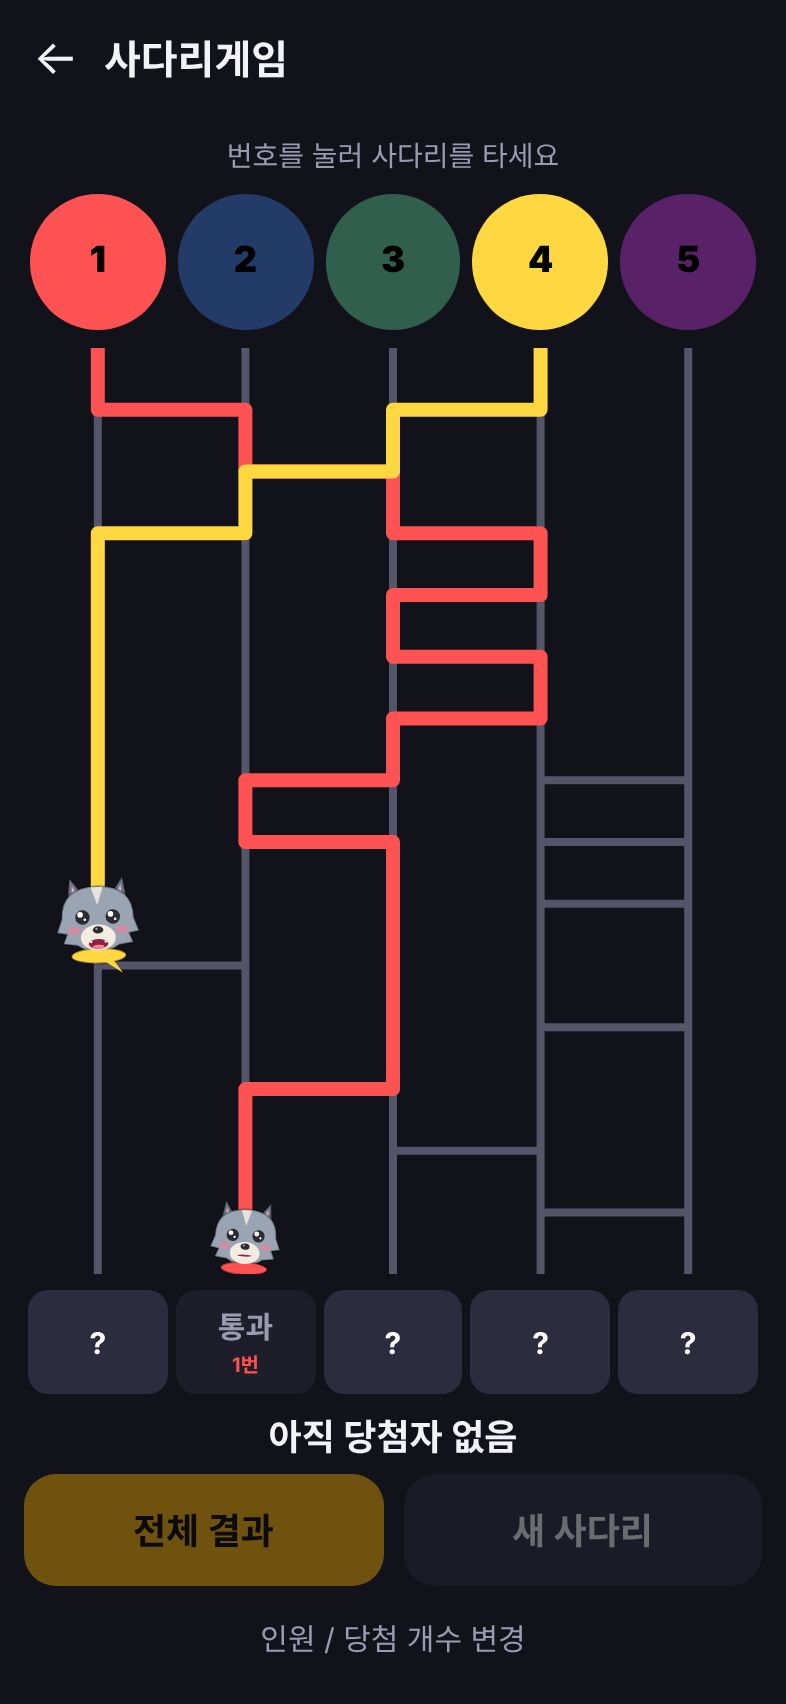 사다리게임
번호를 눌러 사다리를 타세요
1 2 3 4 5
? 통과 ? ? ?
1번
아직 당첨자 없음
전체 결과 새 사다리
인원 / 당첨 개수 변경